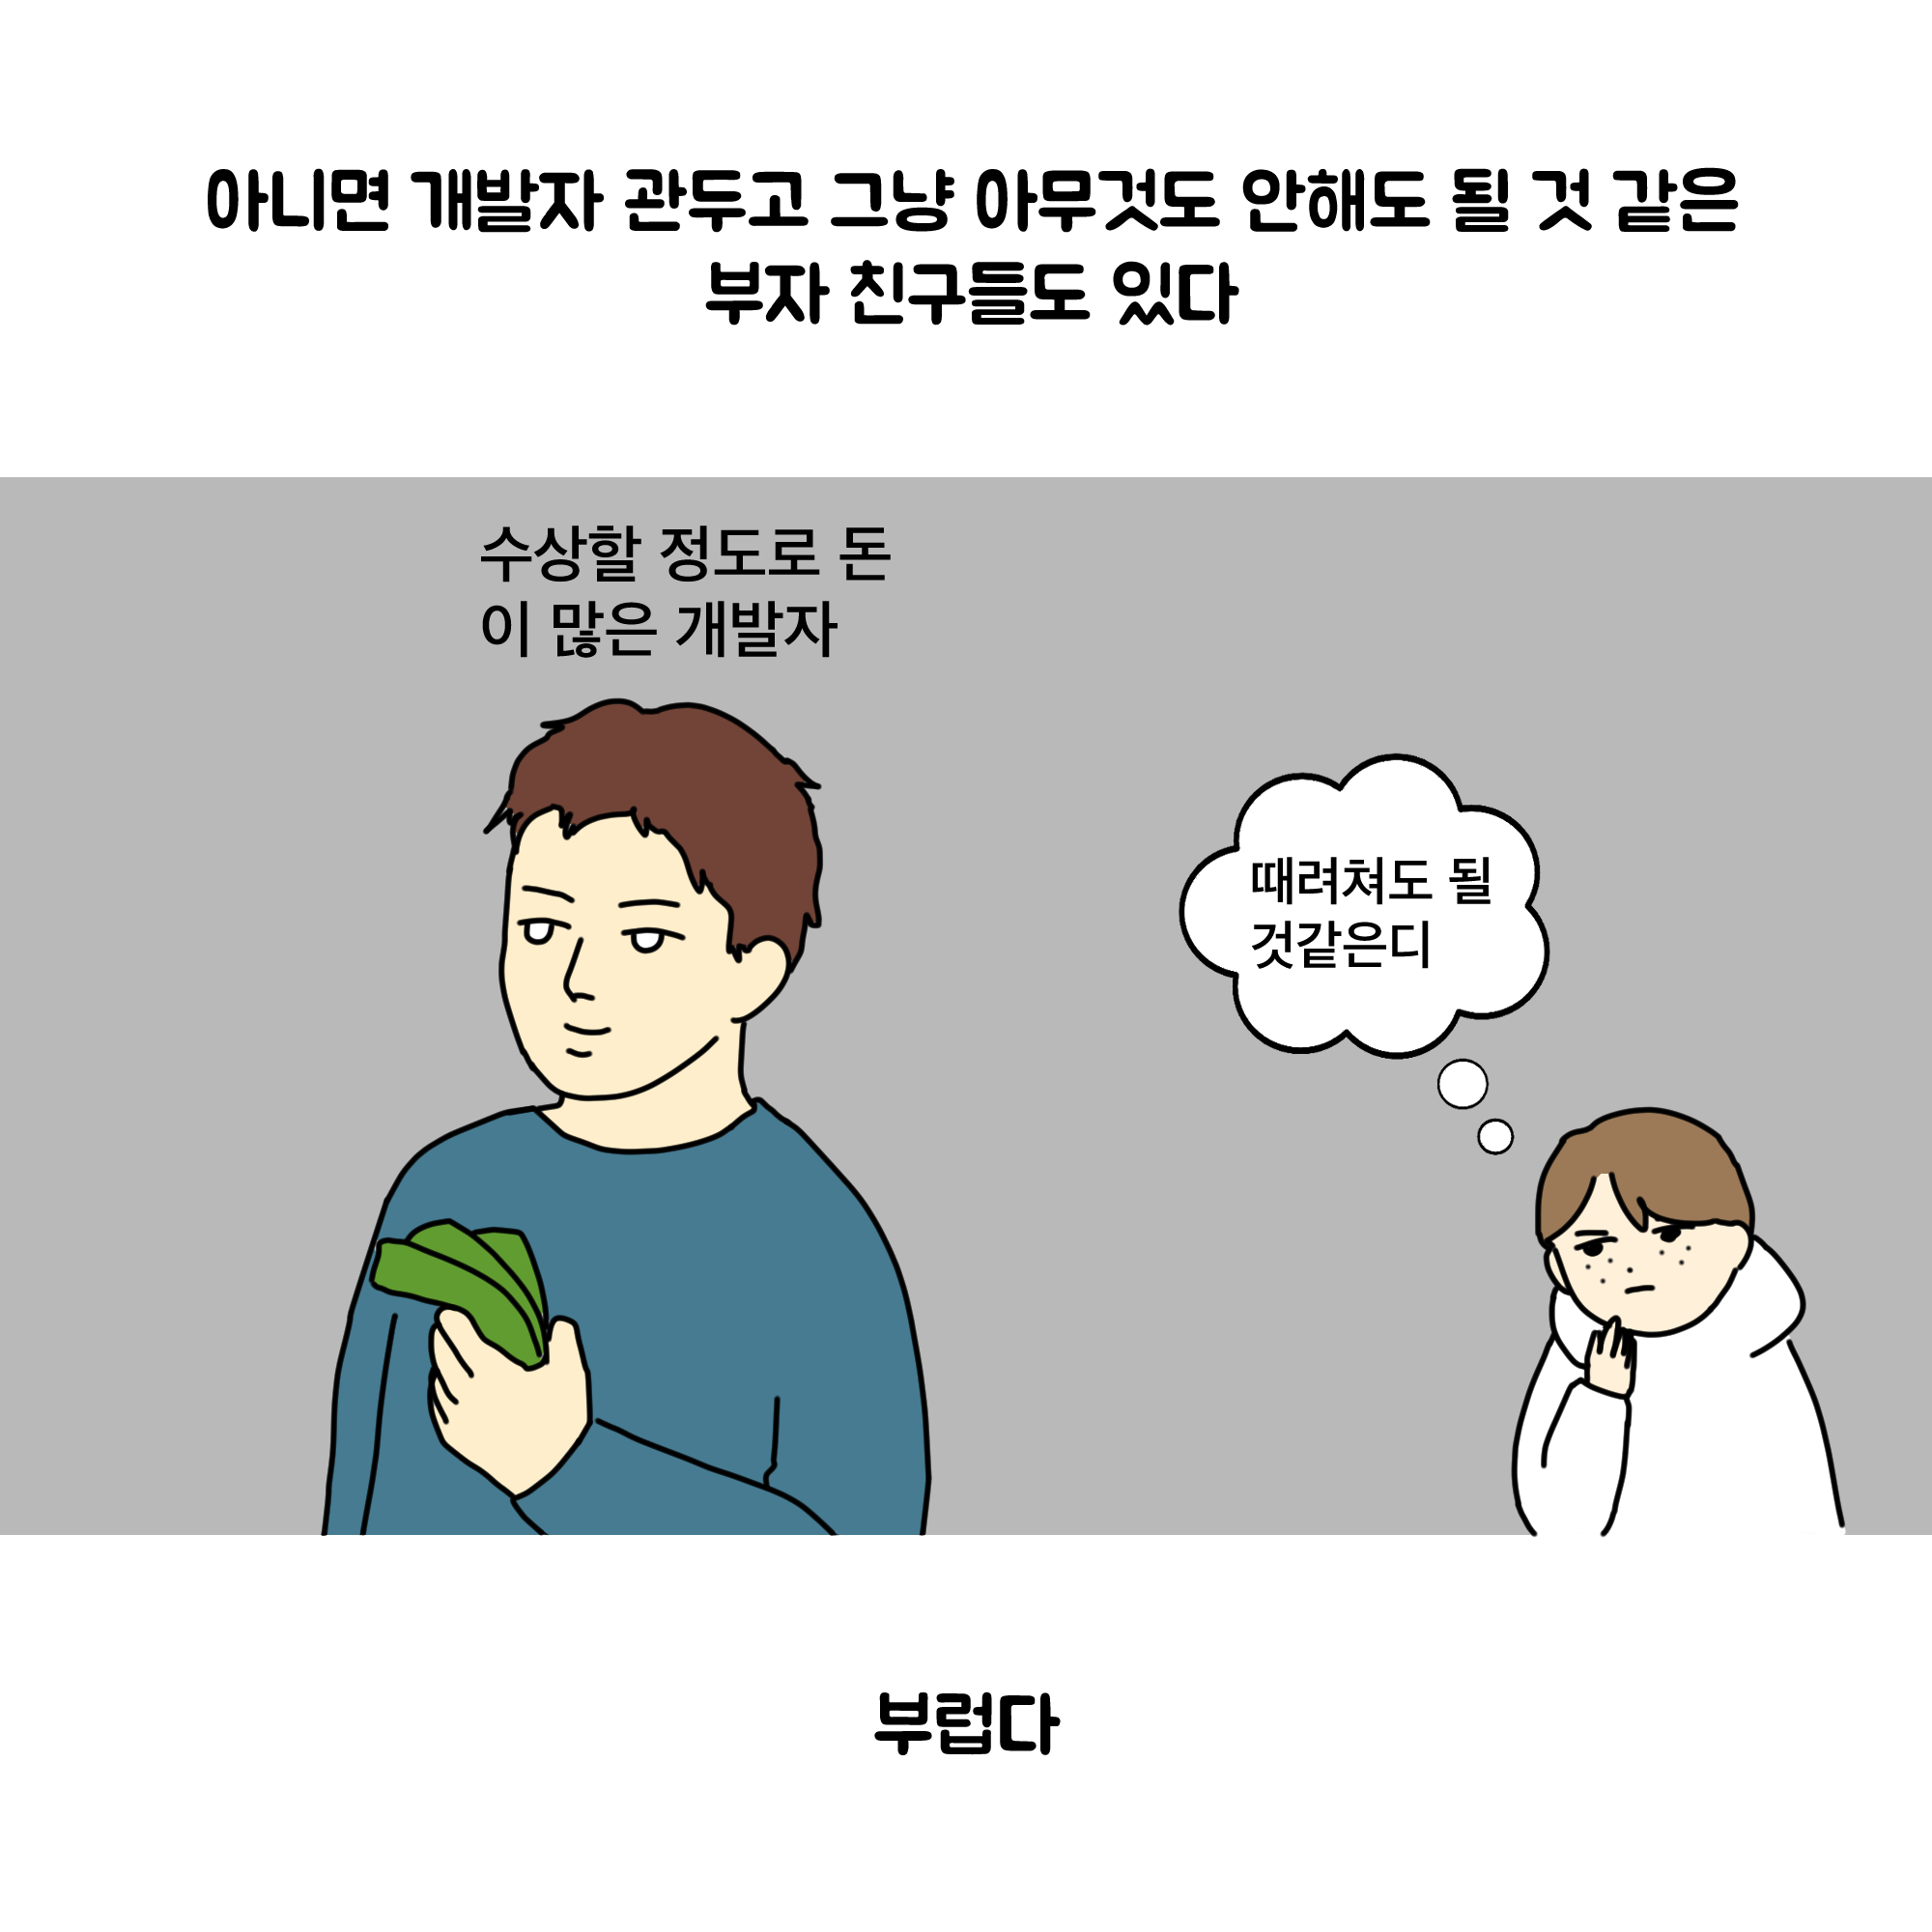 아니면 개발자 관두고 그냥 아무것도 안해도 될 것 같은
부자 친구들도 있다
수상할 정도로 돈
이 많은 개발자
때려쳐도 될
것같은디
부럽다